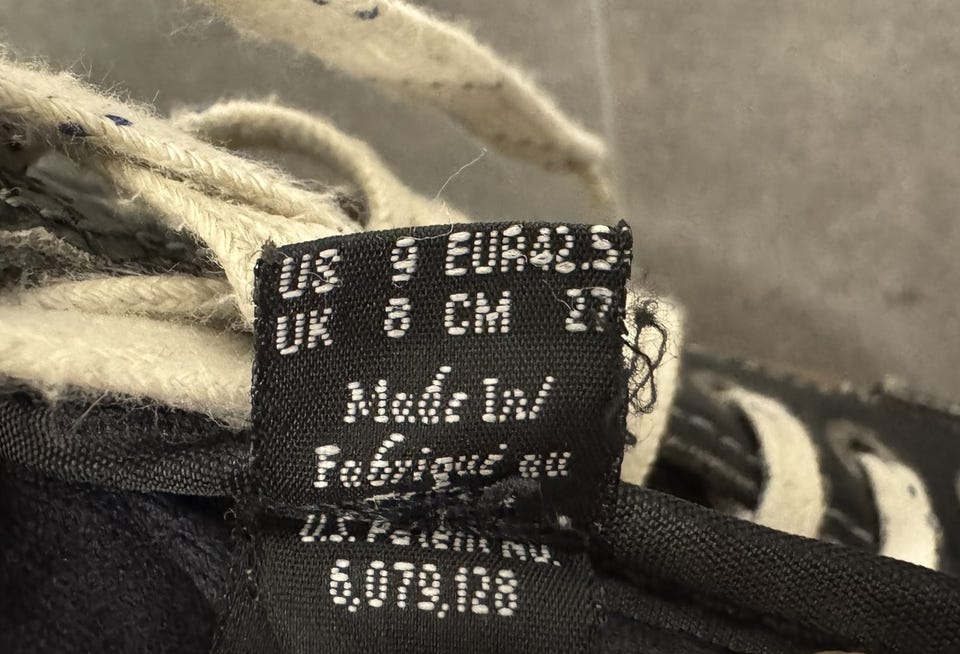 US 9 EUR42.5
UK 8 CM 27
Made In/
Fabriqué au
U.S. Patent no.
6,079,128